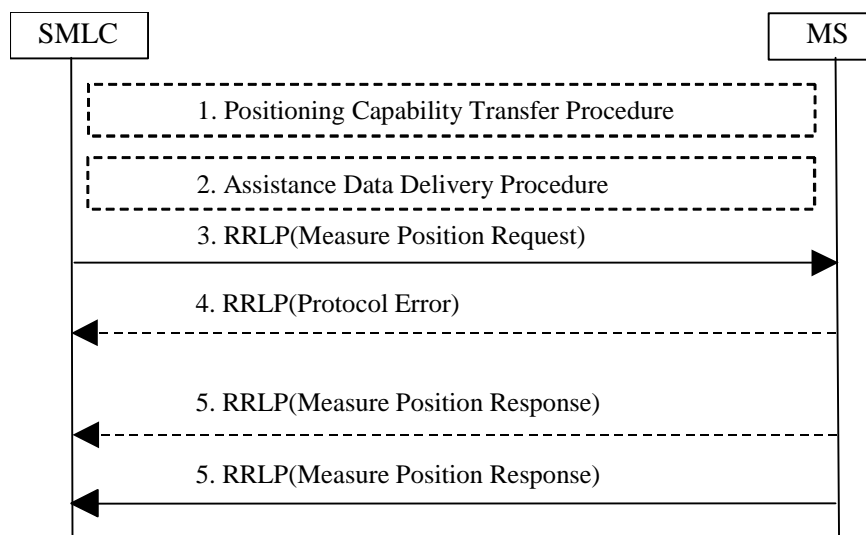 SMLC
MS
1. Positioning Capability Transfer Procedure
2. Assistance Data Delivery Procedure
3. RRLP(Measure Position Request)
4. RRLP(Protocol Error)
5. RRLP(Measure Position Response)
5. RRLP(Measure Position Response)